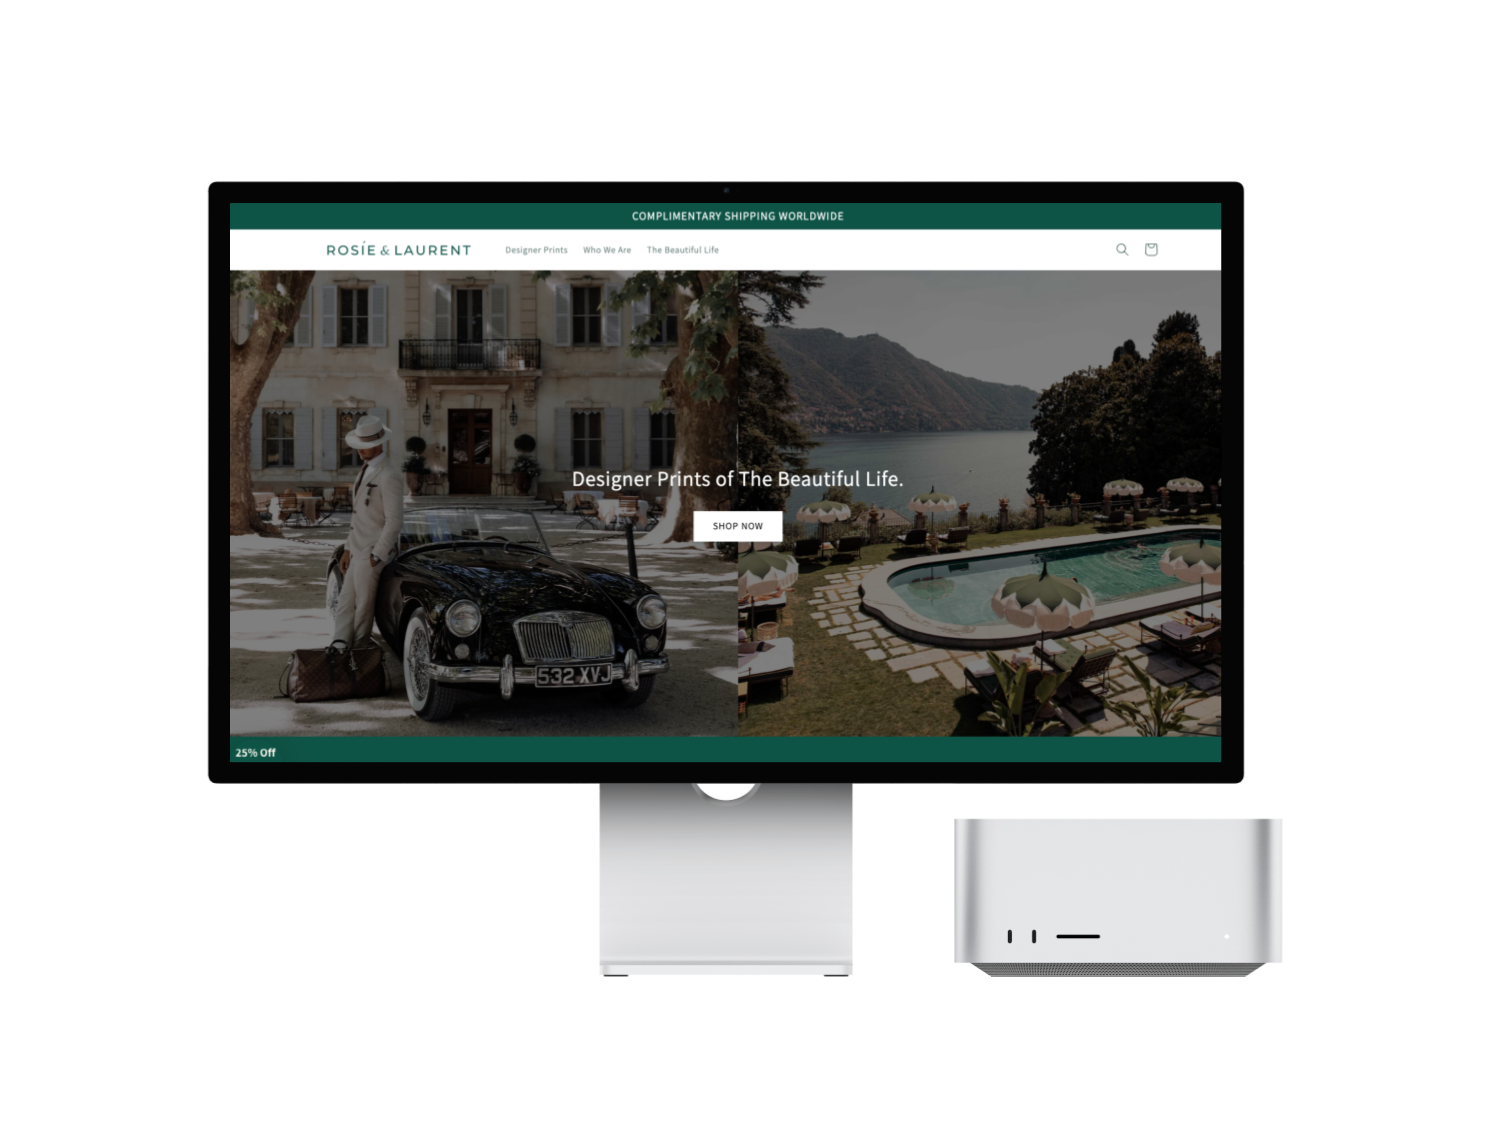 COMPLIMENTARY SHIPPING WORLDWIDE
ROSÍE & LAURENT
Designer Prints
Who We Are
The Beautiful Life
Designer Prints of The Beautiful Life.
SHOP NOW
532 XVJ
25% Off